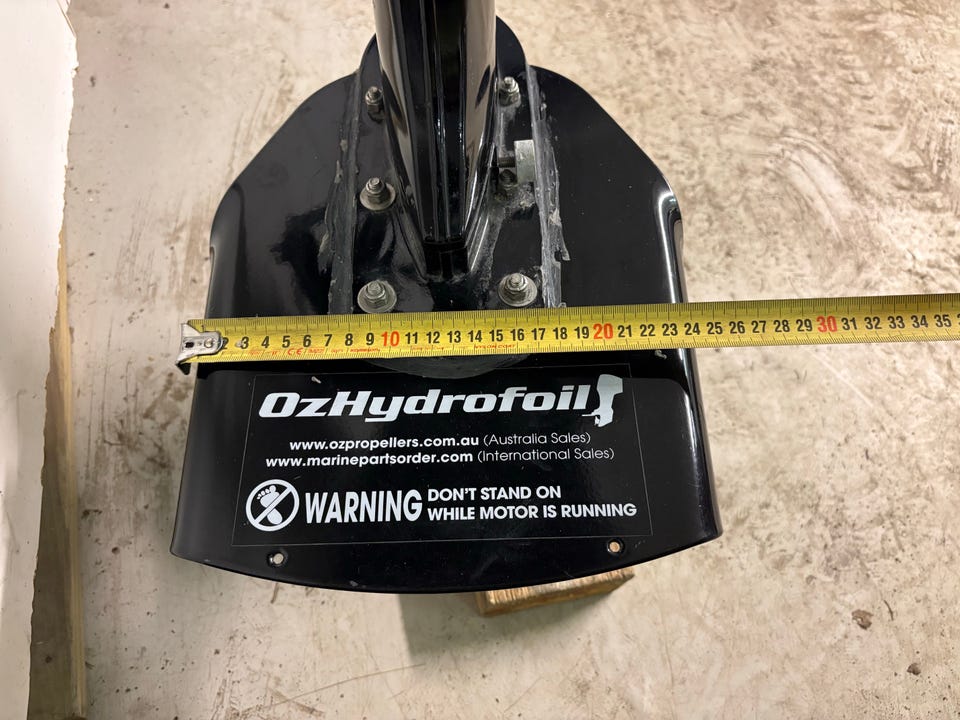 2 3 4 5 6 7 8 9 10 11 12 13 14 15 16 17 18 19 20 21 22 23 24 25 26 27 28 29 30 31 32 33 34 35
OzHydrofoil
www.ozpropellers.com.au (Australia Sales)
www.marinepartsorder.com (International Sales)
WARNING DON'T STAND ON
WHILE MOTOR IS RUNNING